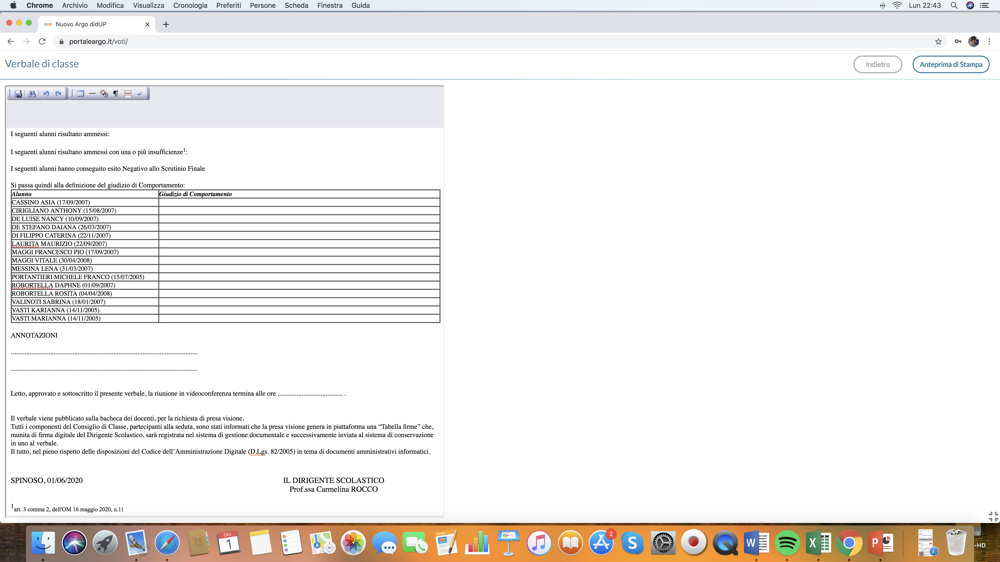 Chrome Archivio Modifica Visualizza Cronologia Preferiti Persone Scheda Finestra Guida Lun 22:43
Nuovo Argo didUP
portaleargo.it/voti/
Verbale di classe Indietro Anteprima di Stampa
I seguenti alunni risultano ammessi:
I seguenti alunni risultano ammessi con una o più insufficienze1:
I seguenti alunni hanno conseguito esito Negativo allo Scrutinio Finale
Si passa quindi alla definizione del giudizio di Comportamento:
Alunno Giudizio di Comportamento
CASSINO ASIA (17/09/2007)
CIRIGLIANO ANTHONY (15/08/2007)
DE LUISE NANCY (10/09/2007)
DE STEFANO DAIANA (26/03/2007)
DI FILIPPO CATERINA (22/11/2007)
LAURITA MAURIZIO (22/09/2007)
MAGGI FRANCESCO PIO (17/09/2007)
MAGGI VITALE (30/04/2008)
MESSINA LENA (31/03/2007)
PORTANTIERI MICHELE FRANCO (15/07/2005)
ROBORTELLA DAPHNE (01/09/2007)
ROBORTELLA ROSITA (04/04/2008)
VALINOTI SABRINA (18/01/2007)
VASTI KARIANNA (14/11/2005)
VASTI MARIANNA (14/11/2005)
ANNOTAZIONI
.............................................................................................................
.............................................................................................................
Letto, approvato e sottoscritto il presente verbale, la riunione in videoconferenza termina alle ore ...................................... .
Il verbale viene pubblicato sulla bacheca dei docenti, per la richiesta di presa visione.
Tutti i componenti del Consiglio di Classe, partecipanti alla seduta, sono stati informati che la presa visione genera in piattaforma una “Tabella firme” che,
munita di firma digitale del Dirigente Scolastico, sarà registrata nel sistema di gestione documentale e successivamente inviata al sistema di conservazione
in uno al verbale.
Il tutto, nel pieno rispetto delle disposizioni del Codice dell’Amministrazione Digitale (D.Lgs. 82/2005) in tema di documenti amministrativi informatici.
SPINOSO, 01/06/2020 IL DIRIGENTE SCOLASTICO
Prof.ssa Carmelina ROCCO
1art. 3 comma 2, dell'OM 16 maggio 2020, n.11
GIU
1
3D
PAGES
2
S
W
X
P
-HD